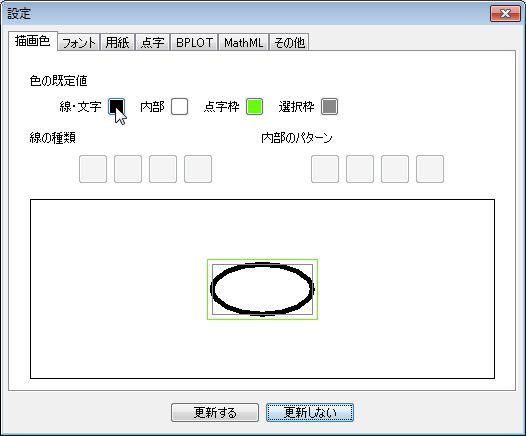 設定
描画色 フォント 用紙 点字 BPLOT MathML その他
色の既定値
線・文字 内部 点字枠 選択枠
線の種類 内部のパターン
更新する 更新しない